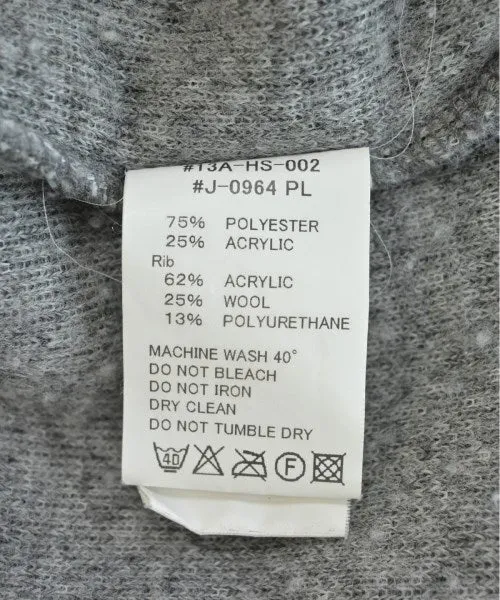 #13A-HS-002
#J-0964 PL
75% POLYESTER
25% ACRYLIC
Rib
62% ACRYLIC
25% WOOL
13% POLYURETHANE
MACHINE WASH 40°
DO NOT BLEACH
DO NOT IRON
DRY CLEAN
DO NOT TUMBLE DRY
40 F